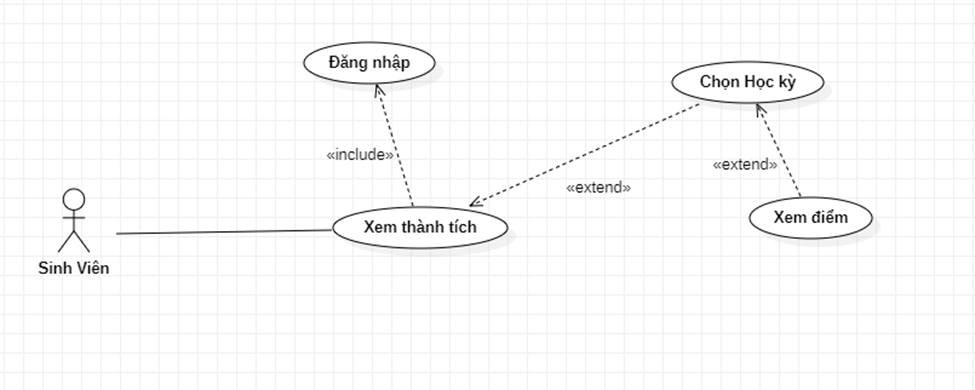 Đăng nhập
Chọn Học kỳ
«include»
«extend»
«extend»
Xem thành tích
Xem điểm
Sinh Viên